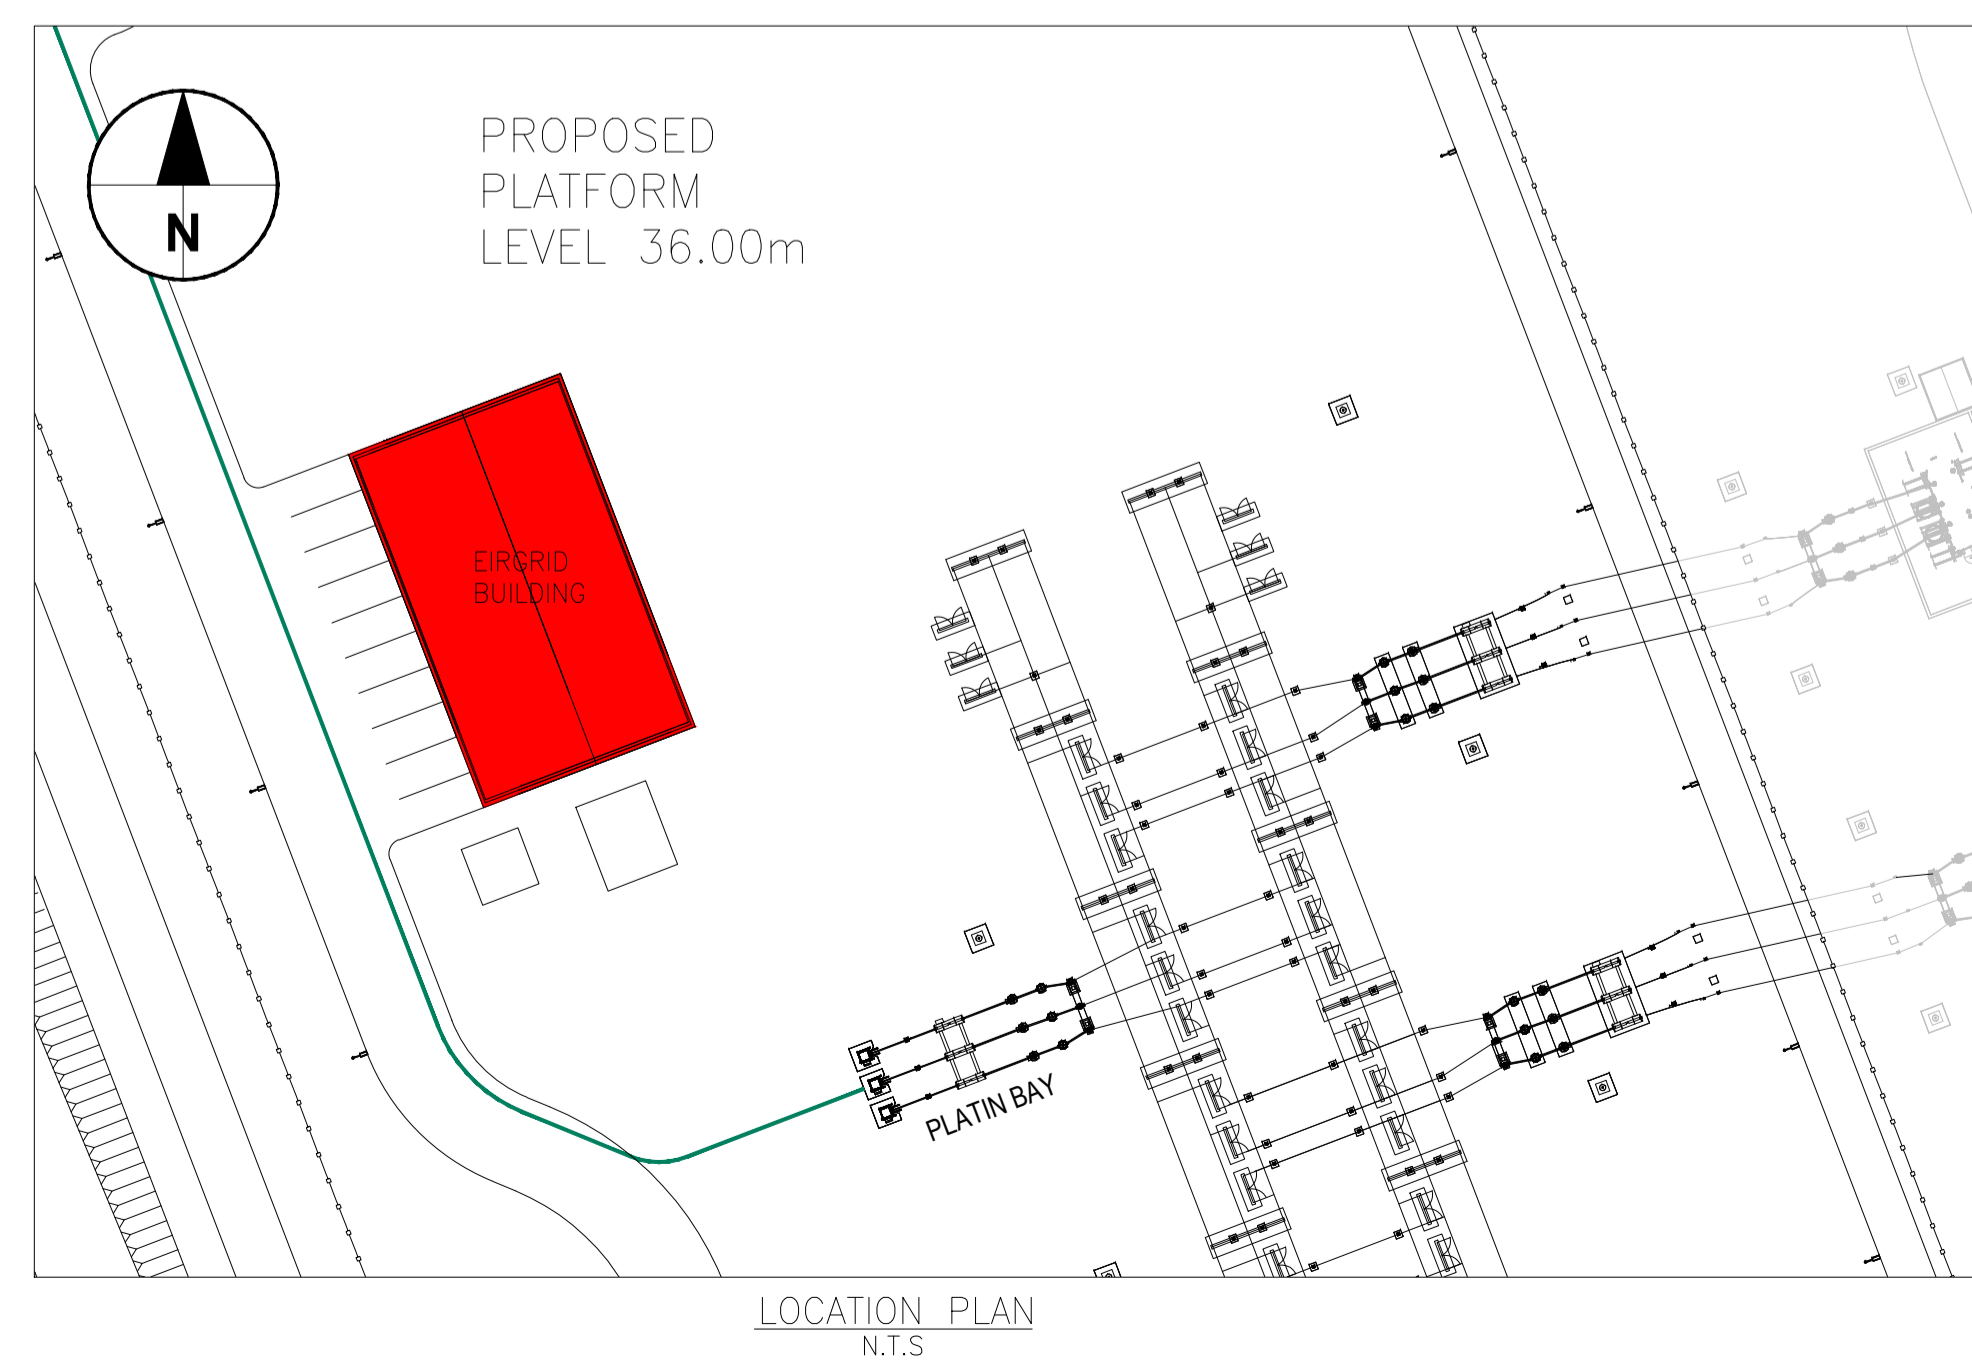 N
PROPOSED
PLATFORM
LEVEL 36.00m
EIRGRID
BUILDING
PLATIN BAY
LOCATION PLAN
N.T.S